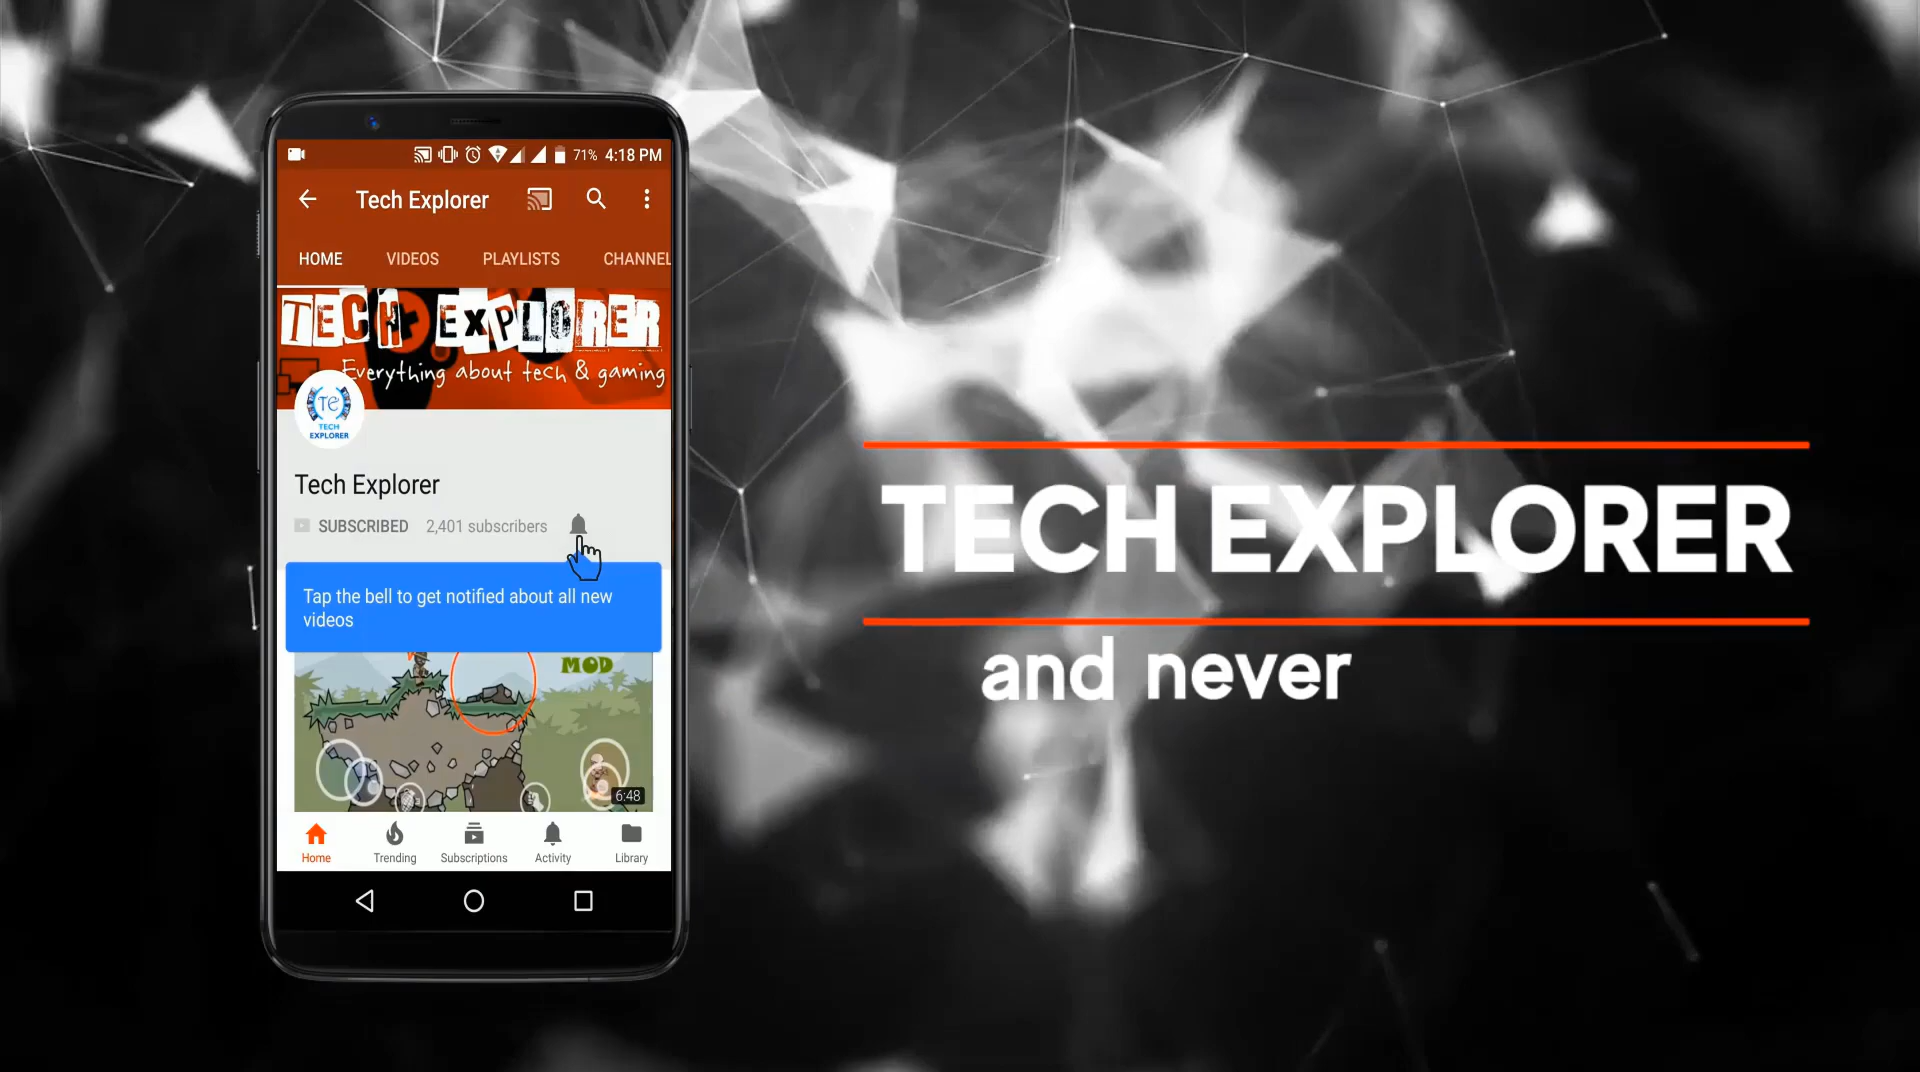 71% 4:18 PM
Tech Explorer
HOME VIDEOS PLAYLISTS CHANNEL
TECH EXPLORER
Everything about tech & gaming
TE
TECH
EXPLORER
Tech Explorer
SUBSCRIBED 2,401 subscribers
Tap the bell to get notified about all new
videos
MOD
6:48
Home Trending Subscriptions Activity Library
TECH EXPLORER
and never